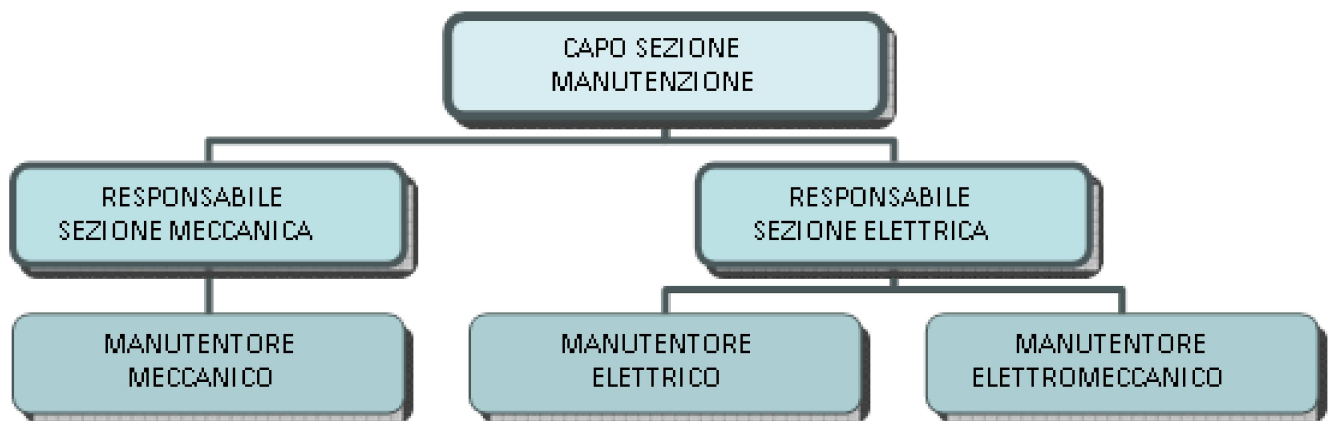 CAPO SEZIONE
MANUTENZIONE
RESPONSABILE
SEZIONE MECCANICA
RESPONSABILE
SEZIONE ELETTRICA
MANUTENTORE
MECCANICO
MANUTENTORE
ELETTRICO
MANUTENTORE
ELETTROMECCANICO